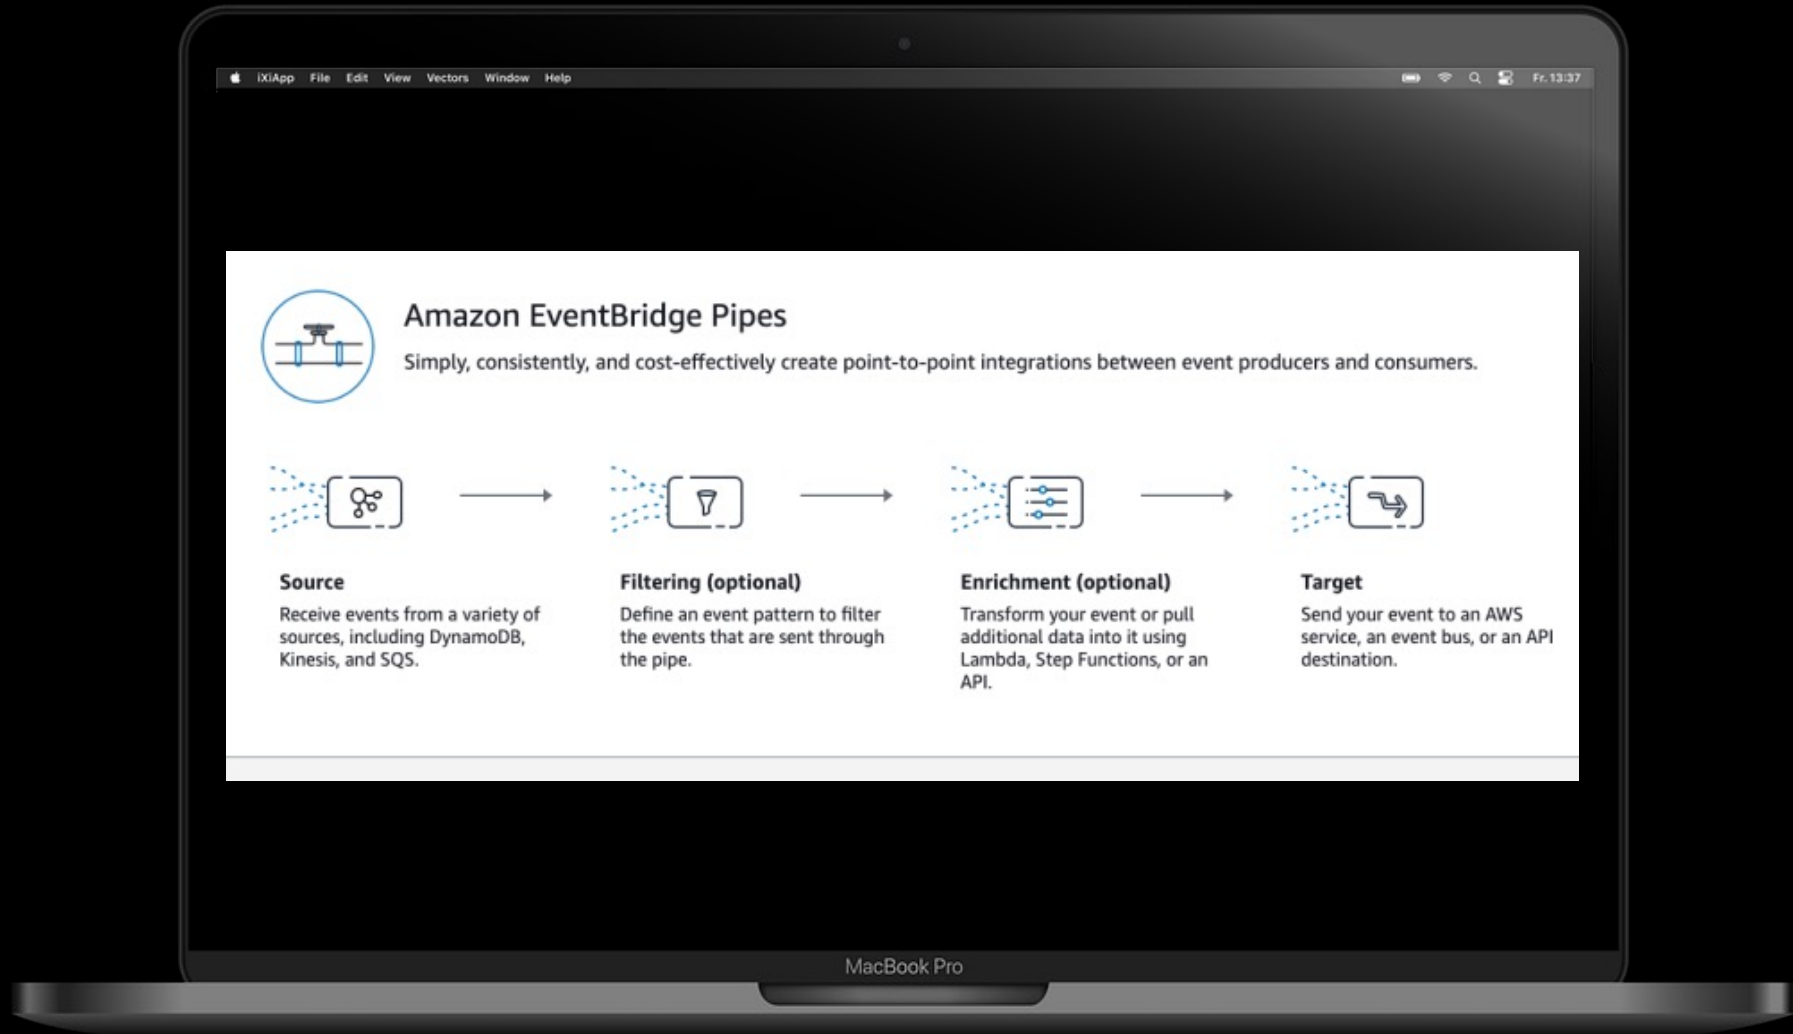 iXiApp File Edit View Vectors Window Help Fr. 13:37
Amazon EventBridge Pipes
Simply, consistently, and cost-effectively create point-to-point integrations between event producers and consumers.
Source
Receive events from a variety of
sources, including DynamoDB,
Kinesis, and SQS.
Filtering (optional)
Define an event pattern to filter
the events that are sent through
the pipe.
Enrichment (optional)
Transform your event or pull
additional data into it using
Lambda, Step Functions, or an
API.
Target
Send your event to an AWS
service, an event bus, or an API
destination.
MacBook Pro